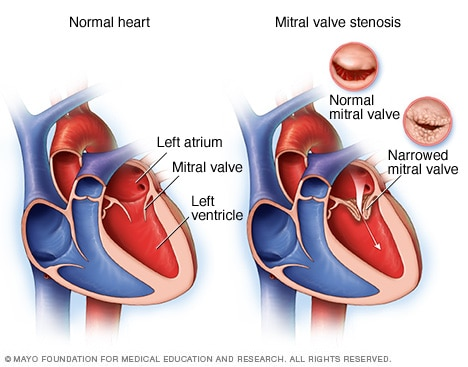 Normal heart
Mitral valve stenosis
Normal
mitral valve
Narrowed
mitral valve
Left atrium
Mitral valve
Left
ventricle
© MAYO FOUNDATION FOR MEDICAL EDUCATION AND RESEARCH. ALL RIGHTS RESERVED.